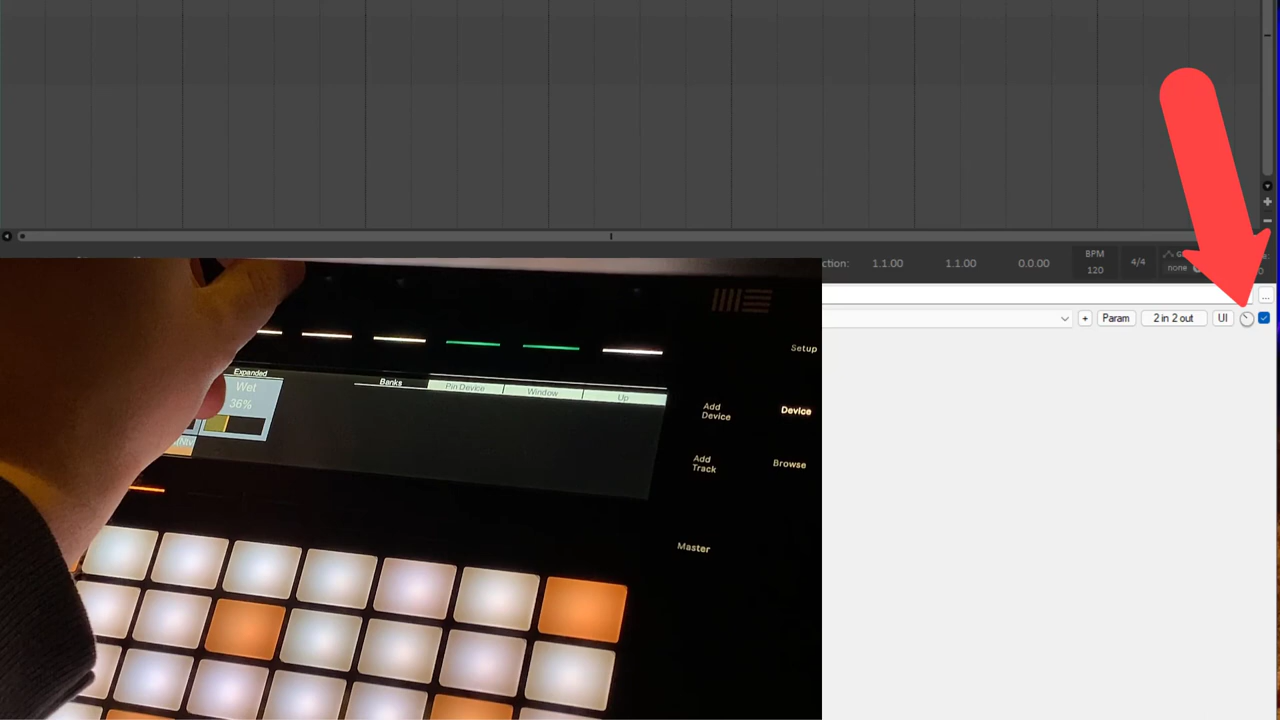 ction:
1.1.00
1.1.00
0.0.00
BPM
120
4/4
none
...
+
Param
2 in 2 out
UI
Setup
Expanded
Banks
Pin Device
Window
Up
Wet
36%
Add
Device
Device
Add
Track
Browse
Master